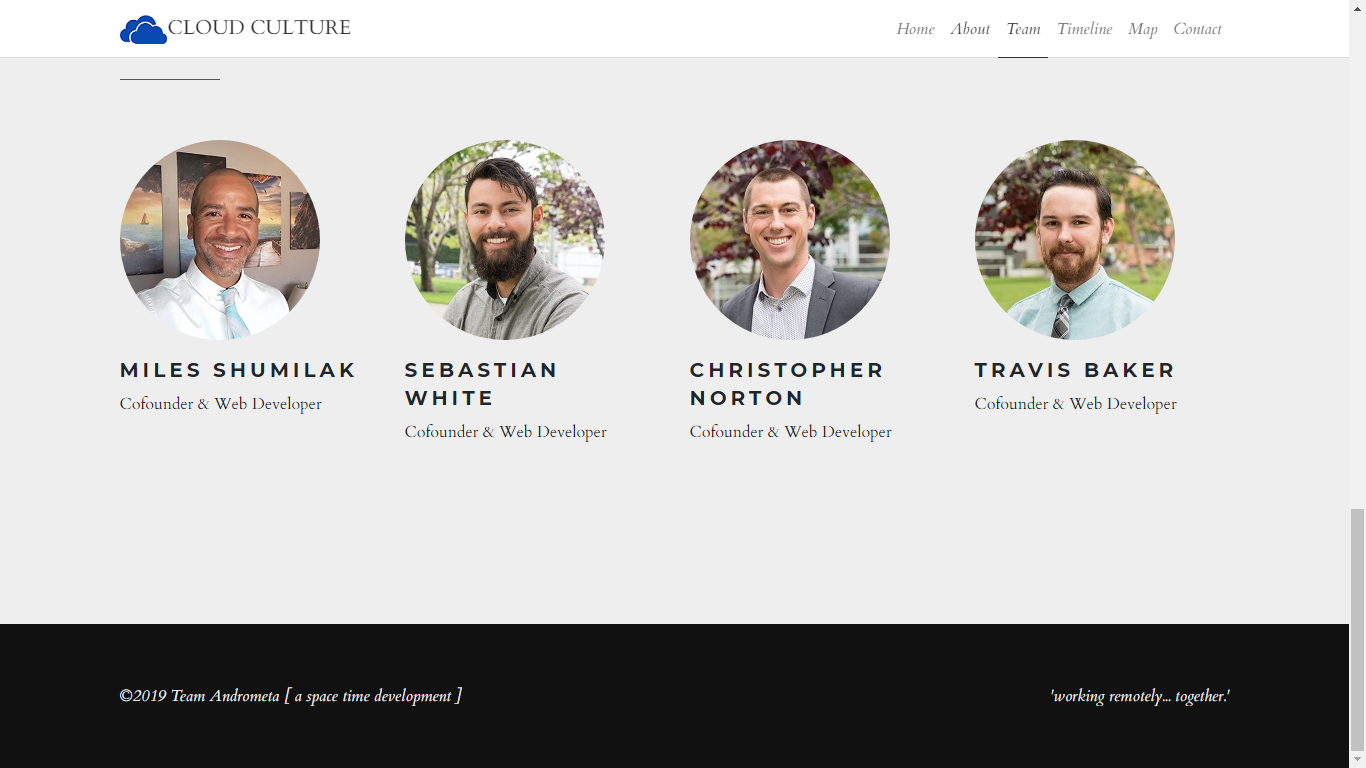 CLOUD CULTURE
Home About Team Timeline Map Contact
MILES SHUMILAK
Cofounder & Web Developer
SEBASTIAN
WHITE
Cofounder & Web Developer
CHRISTOPHER
NORTON
Cofounder & Web Developer
TRAVIS BAKER
Cofounder & Web Developer
©2019 Team Andrometa [ a space time development ]
'working remotely... together.'